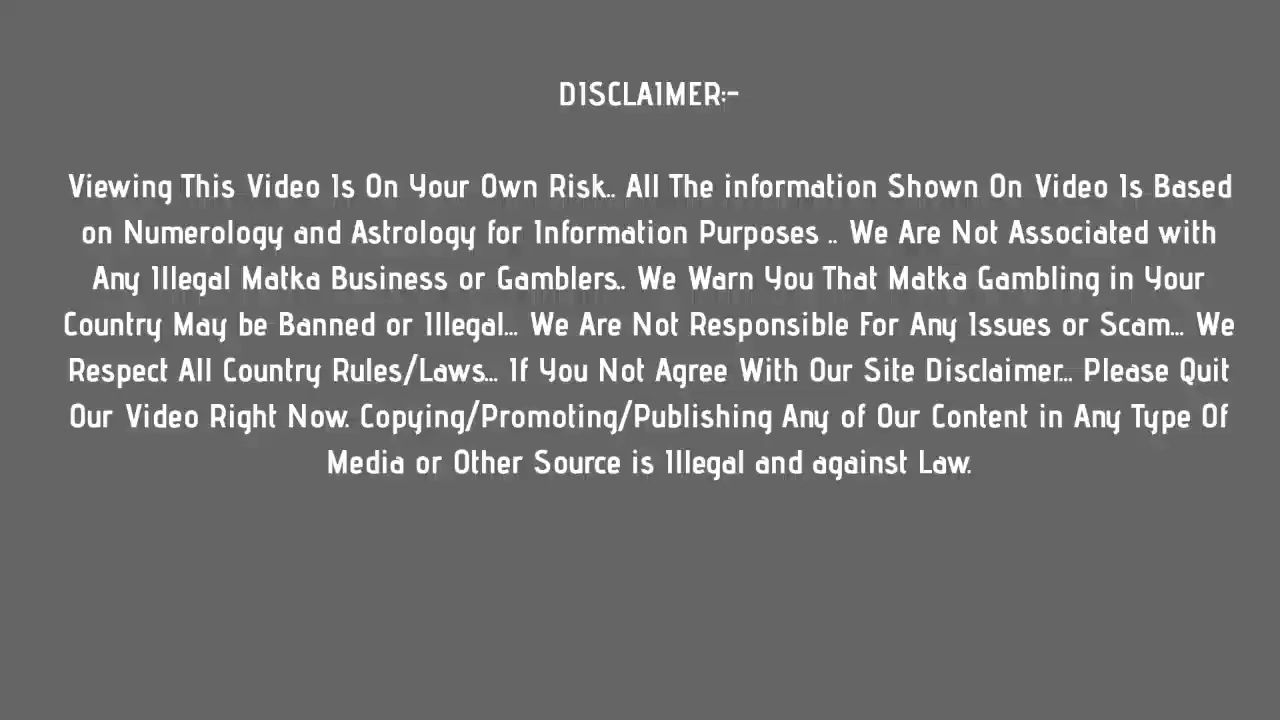 DISCLAIMER:-
Viewing This Video Is On Your Own Risk.. All The information Shown On Video Is Based
on Numerology and Astrology for Information Purposes .. We Are Not Associated with
Any Illegal Matka Business or Gamblers.. We Warn You That Matka Gambling in Your
Country May be Banned or Illegal... We Are Not Responsible For Any Issues or Scam... We
Respect All Country Rules/Laws... If You Not Agree With Our Site Disclaimer... Please Quit
Our Video Right Now. Copying/Promoting/Publishing Any of Our Content in Any Type Of
Media or Other Source is Illegal and against Law.